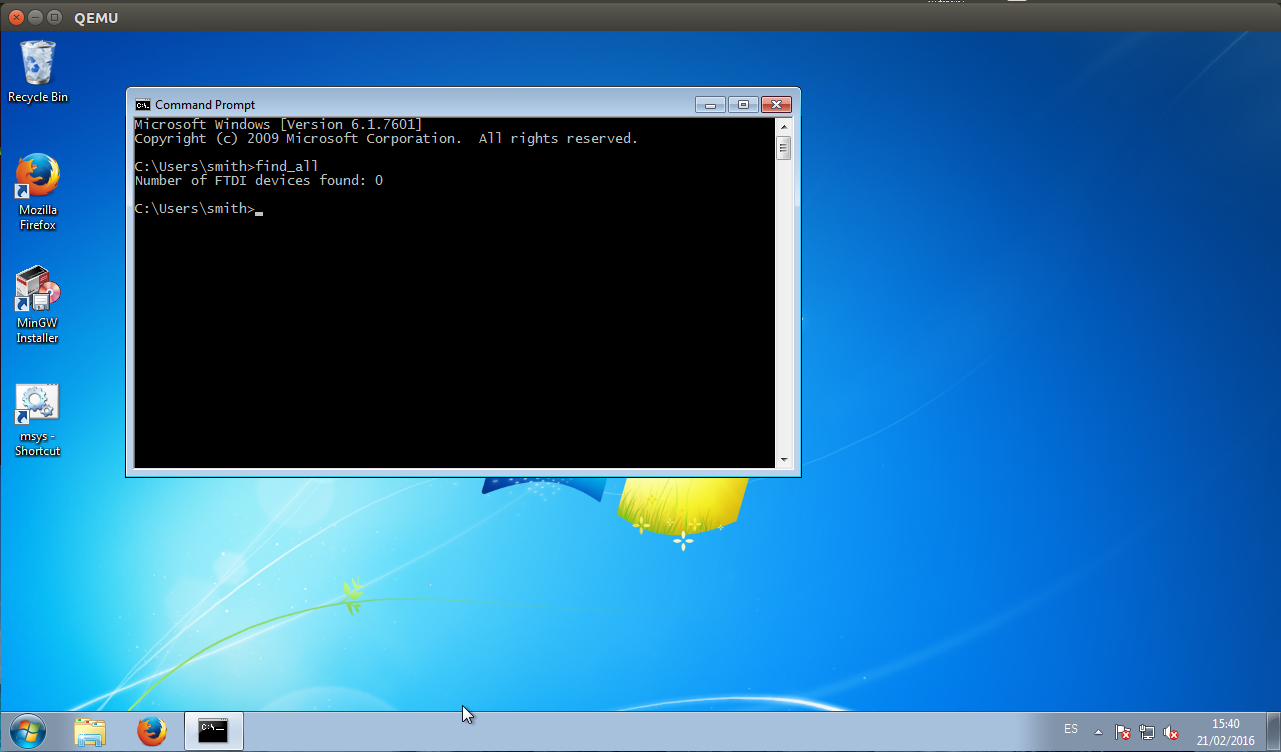 QEMU
Recycle Bin
Command Prompt
Microsoft Windows [Version 6.1.7601]
Copyright (c) 2009 Microsoft Corporation.  All rights reserved.
C:\Users\smith>find_all
Number of FTDI devices found: 0
C:\Users\smith>
Mozilla
Firefox
MinGW
Installer
msys -
Shortcut
ES
15:40
21/02/2016